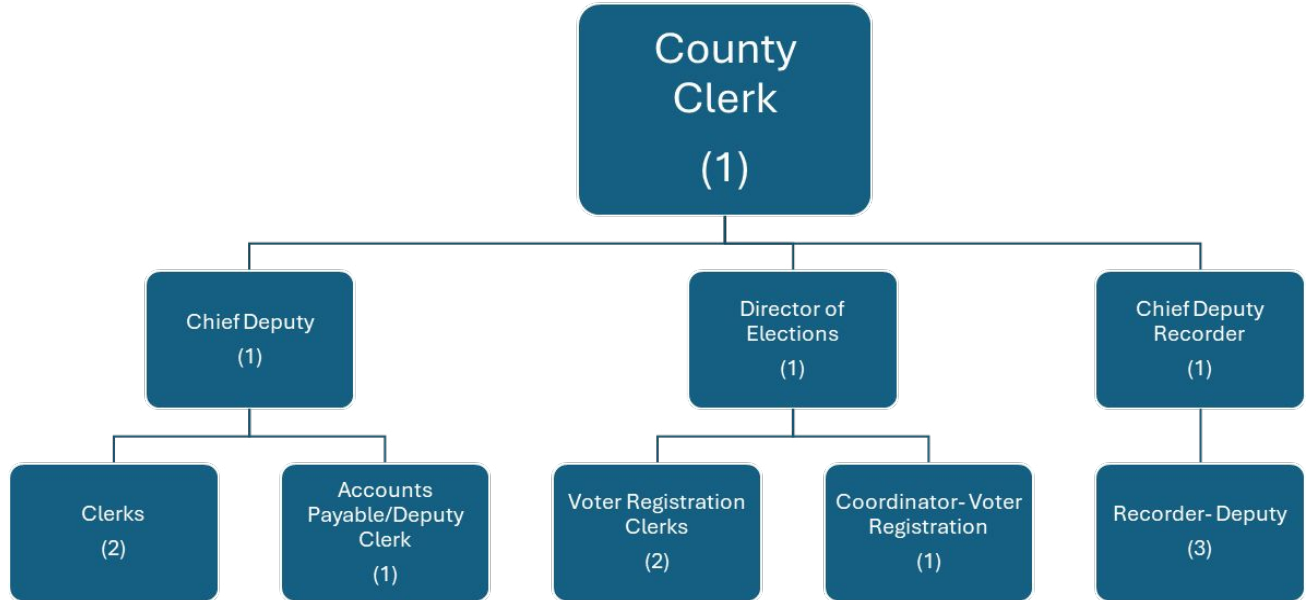 County
Clerk
(1)
Chief Deputy
(1)
Director of
Elections
(1)
Chief Deputy
Recorder
(1)
Clerks
(2)
Accounts
Payable/Deputy
Clerk
(1)
Voter Registration
Clerks
(2)
Coordinator- Voter
Registration
(1)
Recorder- Deputy
(3)